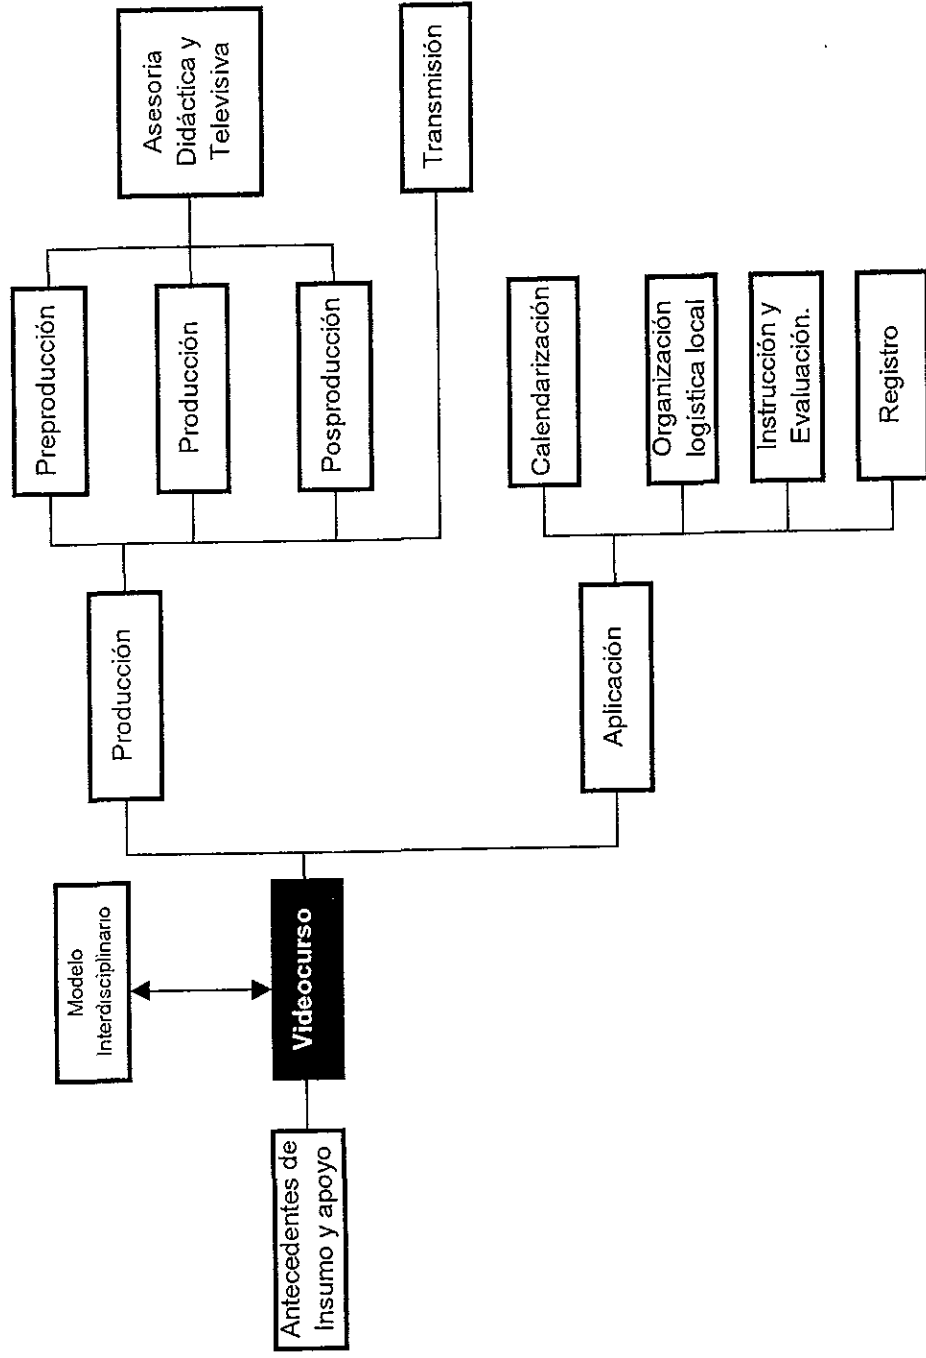 Antecedentes de
Insumo y apoyo
Modelo
Interdisciplinario
Videocurso
Producción
Preproducción
Producción
Posproducción
Asesoria
Didáctica y
Televisiva
Transmisión
Aplicación
Calendarización
Organización
logística local
Instrucción y
Evaluación.
Registro